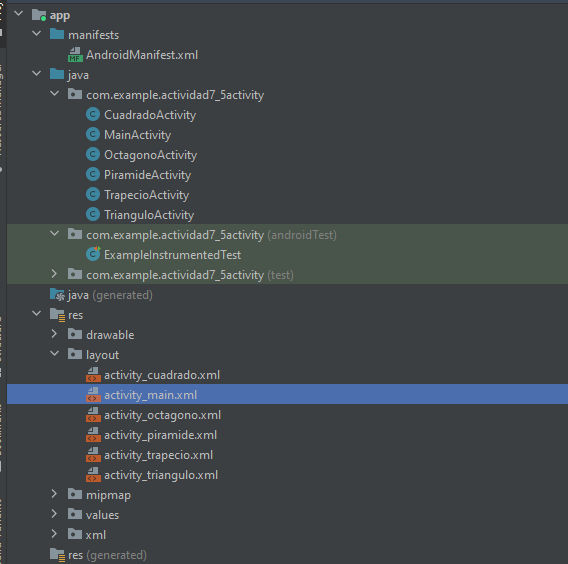 app
manifests
AndroidManifest.xml
java
com.example.actividad7_5activity
CuadradoActivity
MainActivity
OctagonoActivity
PiramideActivity
TrapecioActivity
TrianguloActivity
com.example.actividad7_5activity (androidTest)
ExampleInstrumentedTest
com.example.actividad7_5activity (test)
java (generated)
res
drawable
layout
activity_cuadrado.xml
activity_main.xml
activity_octagono.xml
activity_piramide.xml
activity_trapecio.xml
activity_triangulo.xml
mipmap
values
xml
res (generated)